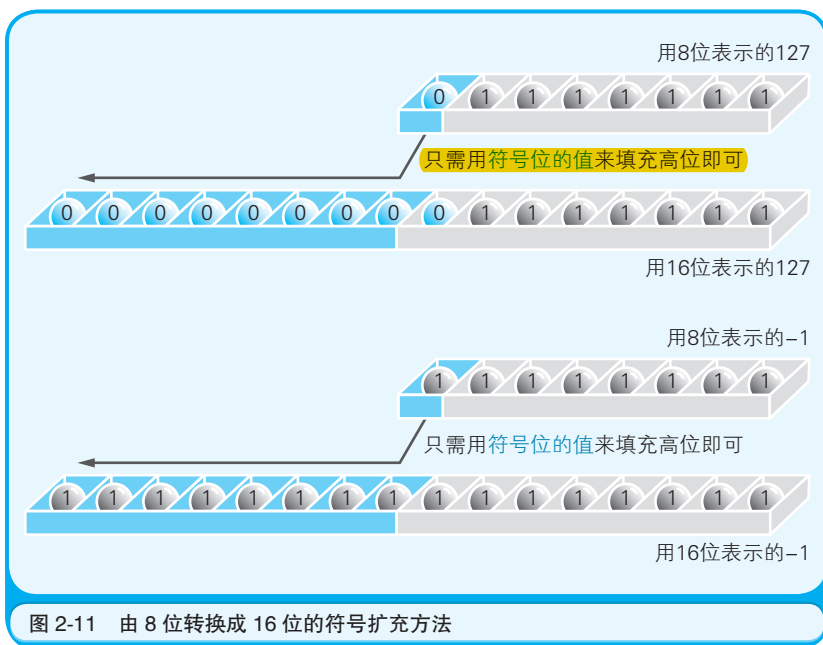 用8位表示的127
0 1 1 1 1 1 1 1
只需用符号位的值来填充高位即可
0 0 0 0 0 0 0 0 0 1 1 1 1 1 1 1
用16位表示的127
用8位表示的–1
1 1 1 1 1 1 1 1
只需用符号位的值来填充高位即可
1 1 1 1 1 1 1 1 1 1 1 1 1 1 1 1
用16位表示的–1
图 2-11 由 8 位转换成 16 位的符号扩充方法